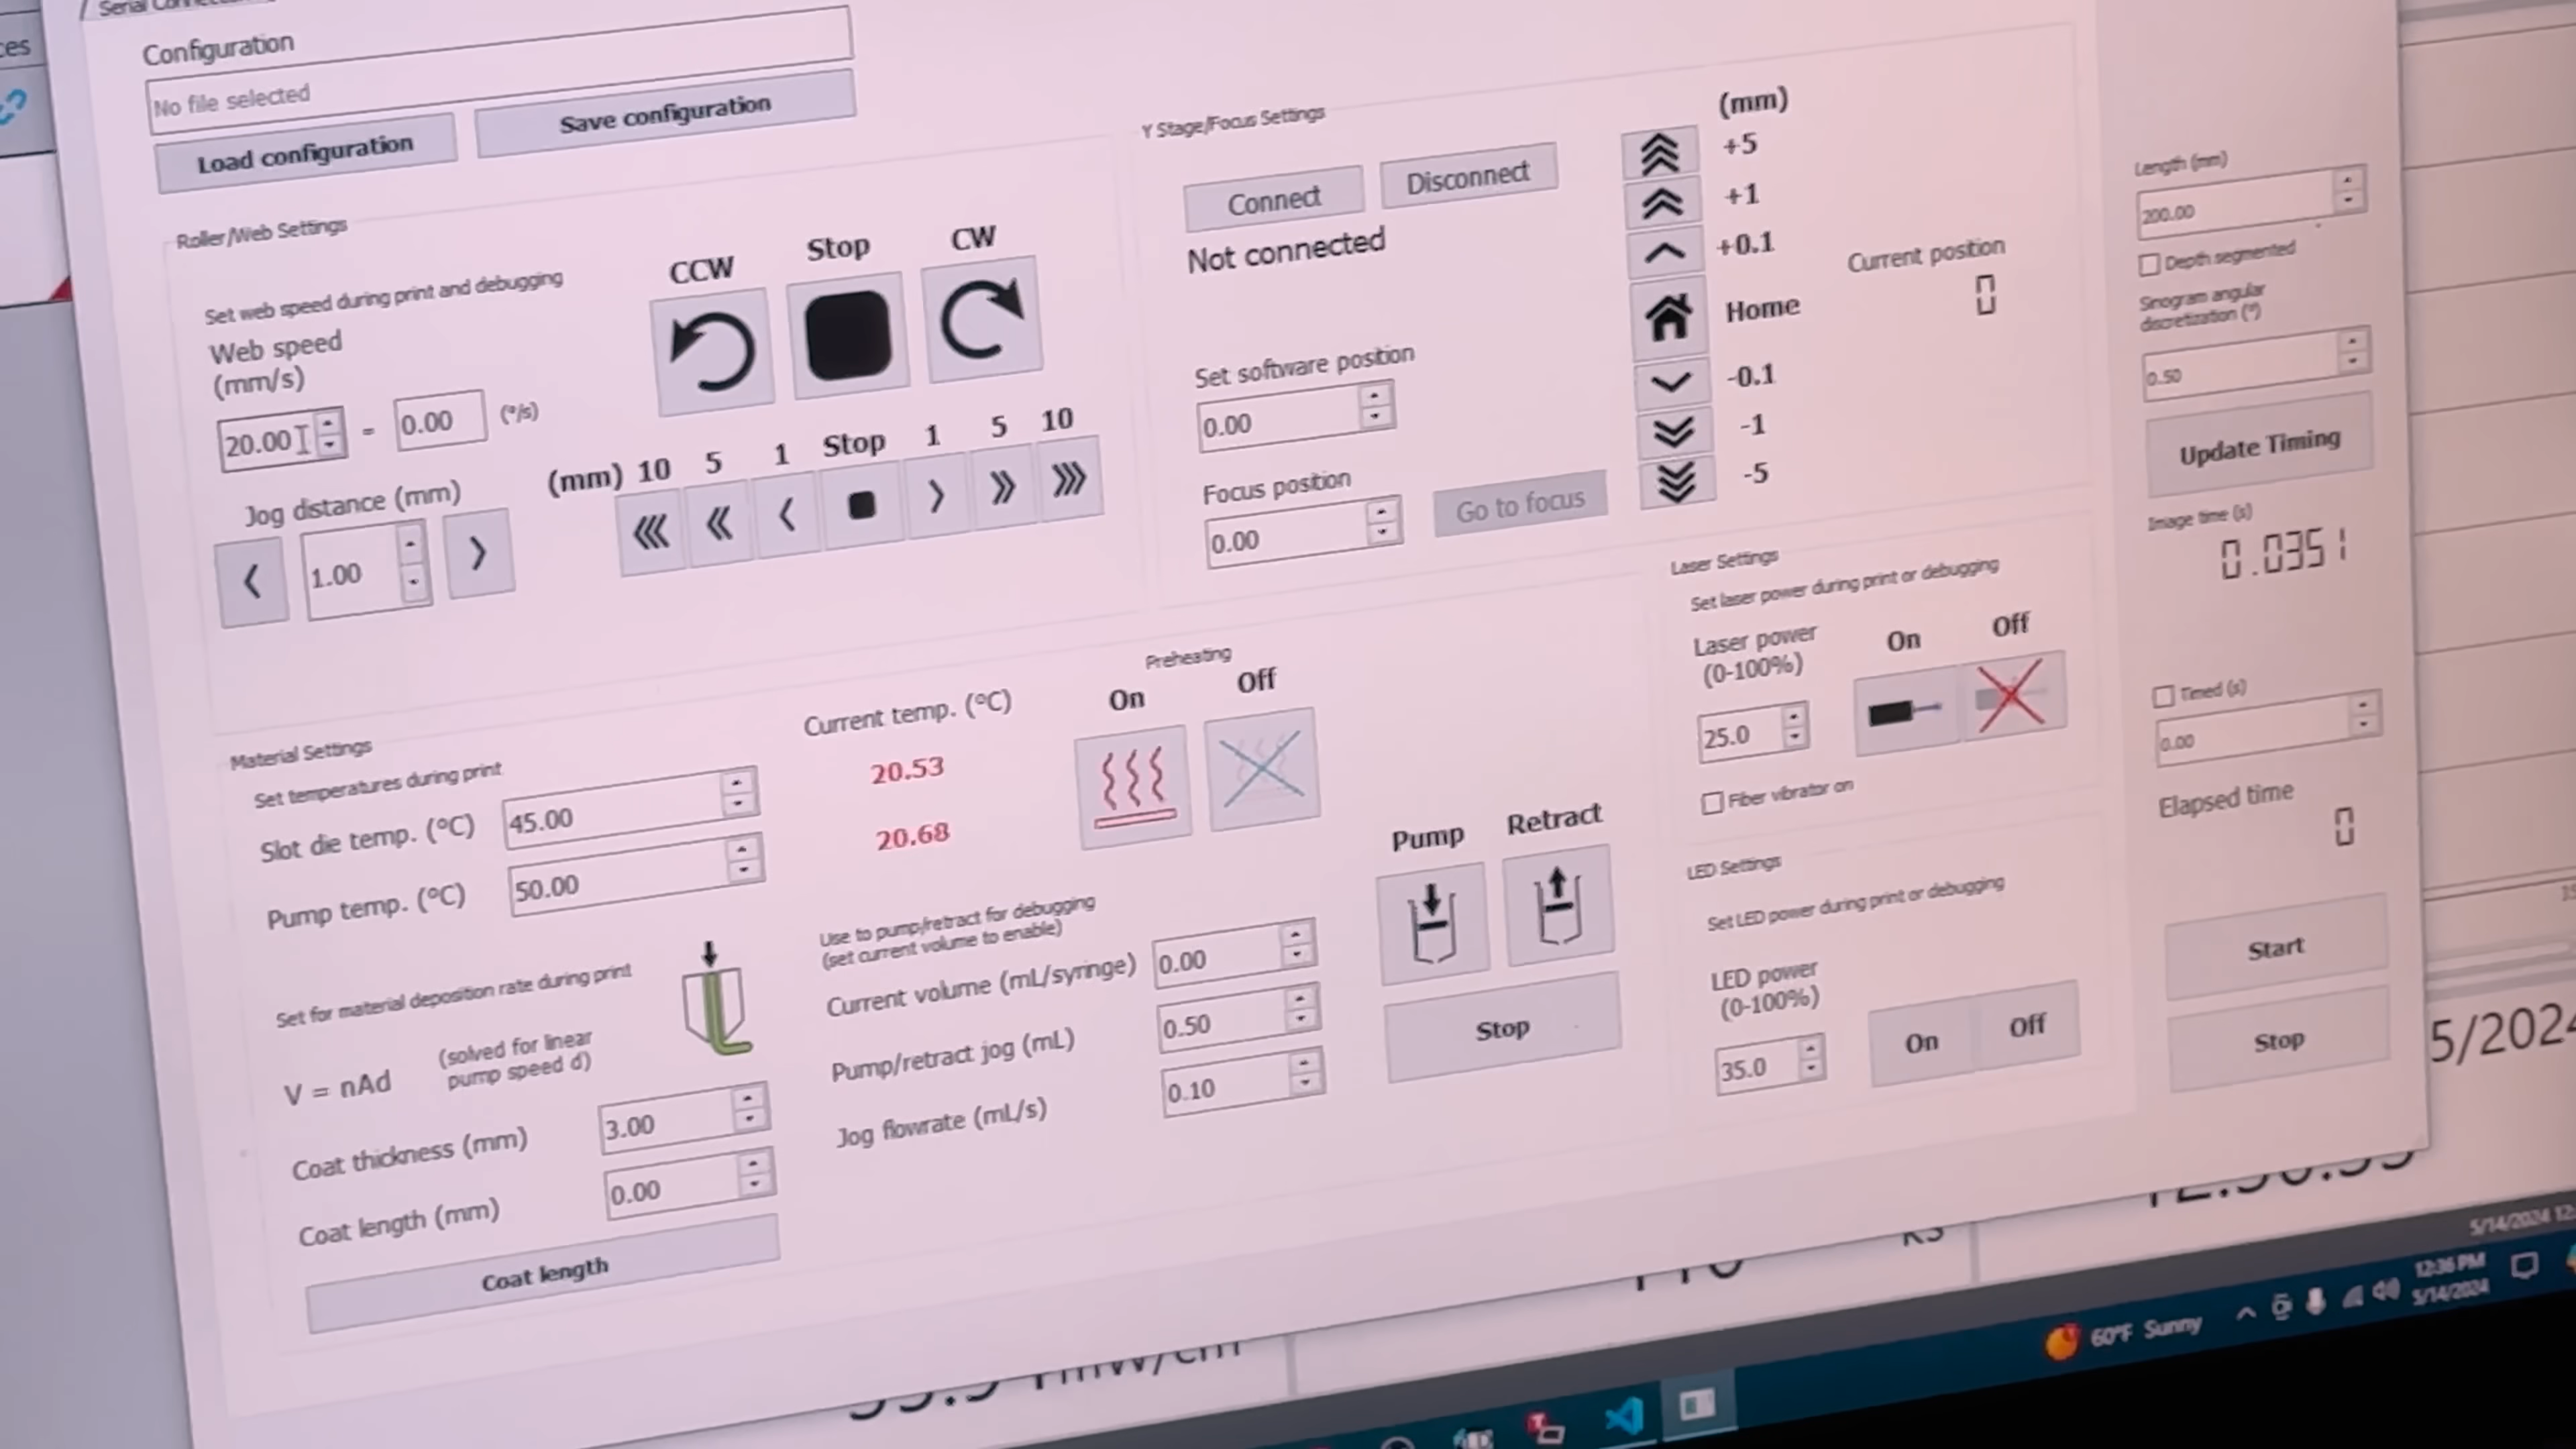 Configuration
No file selected
Load configuration
Save configuration
Roller/Web Settings
Set web speed during print and debugging
Web speed
(mm/s)
20.00
=
0.00
(°/s)
CCW
Stop
CW
Jog distance (mm)
1.00
(mm) 10 5 1 Stop 1 5 10
Y Stage/Focus Settings
Connect
Disconnect
Not connected
Set software position
0.00
Focus position
0.00
Go to focus
(mm)
+5
+1
+0.1
Home
-0.1
-1
-5
Current position
0
Material Settings
Set temperatures during print
Slot die temp. (°C)
45.00
Pump temp. (°C)
50.00
Current temp. (°C)
20.53
20.68
Preheating
On
Off
Set for material deposition rate during print
V = nAd
(solved for linear
pump speed d)
Coat thickness (mm)
3.00
Coat length (mm)
0.00
Coat length
Use to pump/retract for debugging
(set current volume to enable)
Current volume (mL/syringe)
0.00
Pump/retract jog (mL)
0.50
Jog flowrate (mL/s)
0.10
Pump
Retract
Stop
Laser Settings
Set laser power during print or debugging
Laser power
(0-100%)
25.0
On
Off
Fiber vibrator on
LED Settings
Set LED power during print or debugging
LED power
(0-100%)
35.0
On
Off
Length (mm)
200.00
Depth segmented
Sinogram angular
discretization (°)
0.50
Update Timing
Image time (s)
0.0351
Timed (s)
0.00
Elapsed time
0
Start
Stop
5/2024
5/14/2024 12:
60°F Sunny
12:36 PM
5/14/2024